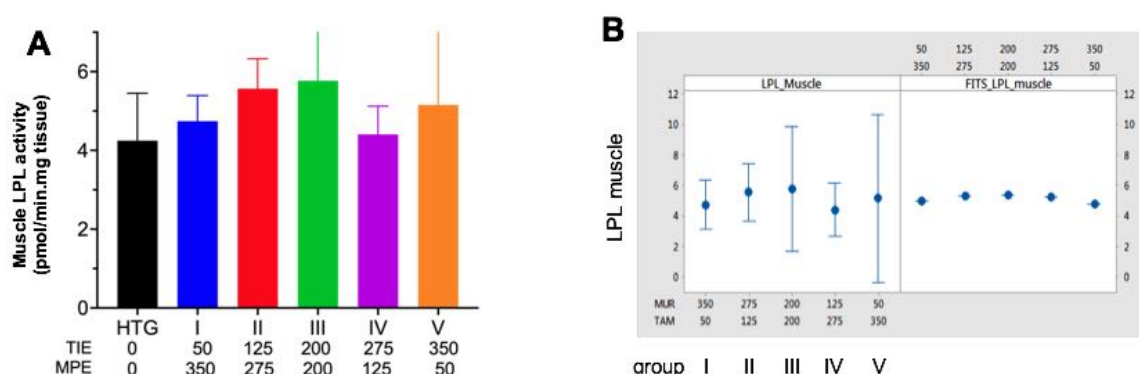 A
Muscle LPL activity
(pmol/min.mg tissue)
6
4
2
0
HTG I II III IV V
TIE 0 50 125 200 275 350
MPE 0 350 275 200 125 50
B
50 125 200 275 350
350 275 200 125 50
LPL_Muscle FITS_LPL_muscle
LPL muscle
12 12
10 10
8 8
6 6
4 4
2 2
0 0
MUR 350 275 200 125 50
TAM 50 125 200 275 350
group I II III IV V